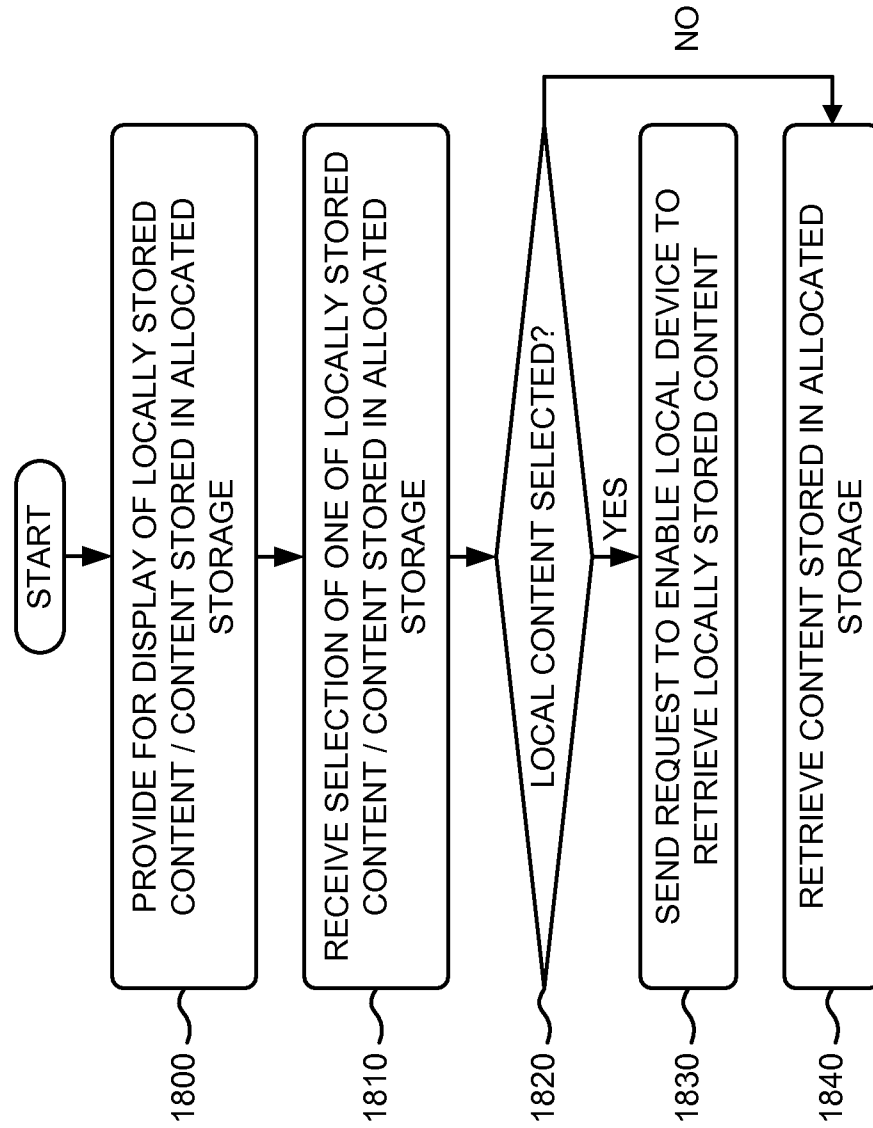 START
1800
PROVIDE FOR DISPLAY OF LOCALLY STORED
CONTENT / CONTENT STORED IN ALLOCATED
STORAGE
1810
RECEIVE SELECTION OF ONE OF LOCALLY STORED
CONTENT / CONTENT STORED IN ALLOCATED
STORAGE
1820
LOCAL CONTENT SELECTED?
NO
YES
1830
SEND REQUEST TO ENABLE LOCAL DEVICE TO
RETRIEVE LOCALLY STORED CONTENT
1840
RETRIEVE CONTENT STORED IN ALLOCATED
STORAGE